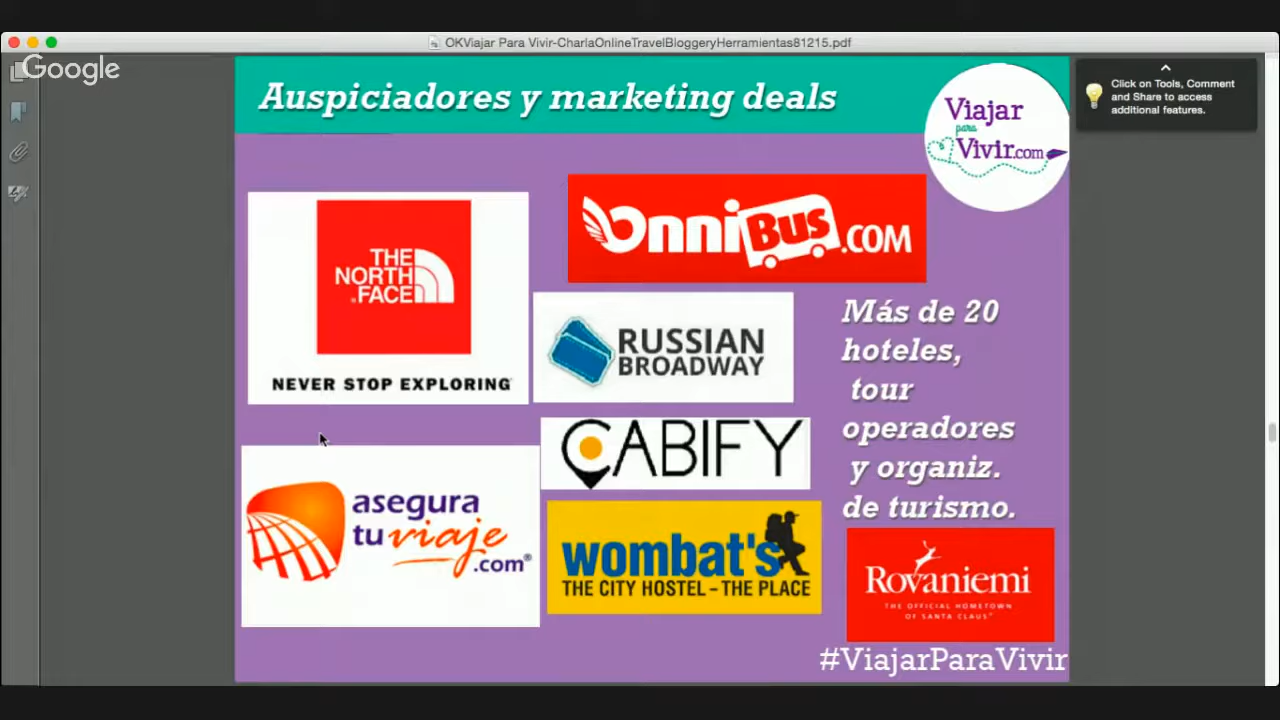 OKViajar Para Vivir-CharlaOnlineTravelBloggeryHerramientas81215.pdf
Google
Click on Tools, Comment
and Share to access
additional features.
Auspiciadores y marketing deals
Viajar
para
Vivir.com
THE
NORTH
FACE
NEVER STOP EXPLORING
OnniBus.COM
RUSSIAN
BROADWAY
CABIFY
asegura
tu viaje
.com®
wombat's
THE CITY HOSTEL - THE PLACE
Más de 20
hoteles,
tour
operadores
y organiz.
de turismo.
Rovaniemi
THE OFFICIAL HOMETOWN
OF SANTA CLAUS®
#ViajarParaVivir